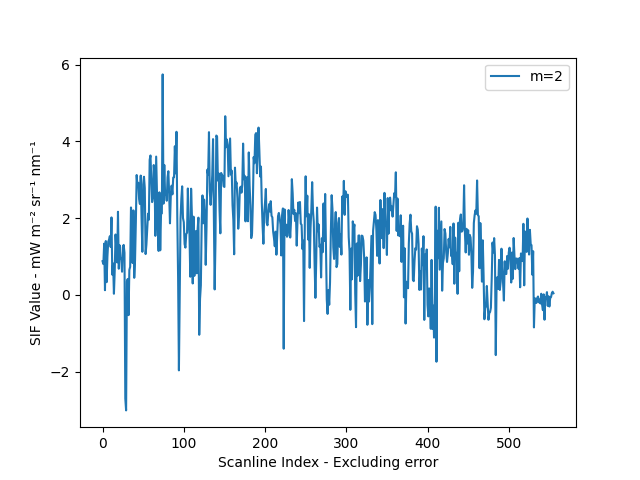 m=2
6
4
2
0
−2
SIF Value - mW m⁻² sr⁻¹ nm⁻¹
0 100 200 300 400 500
Scanline Index - Excluding error